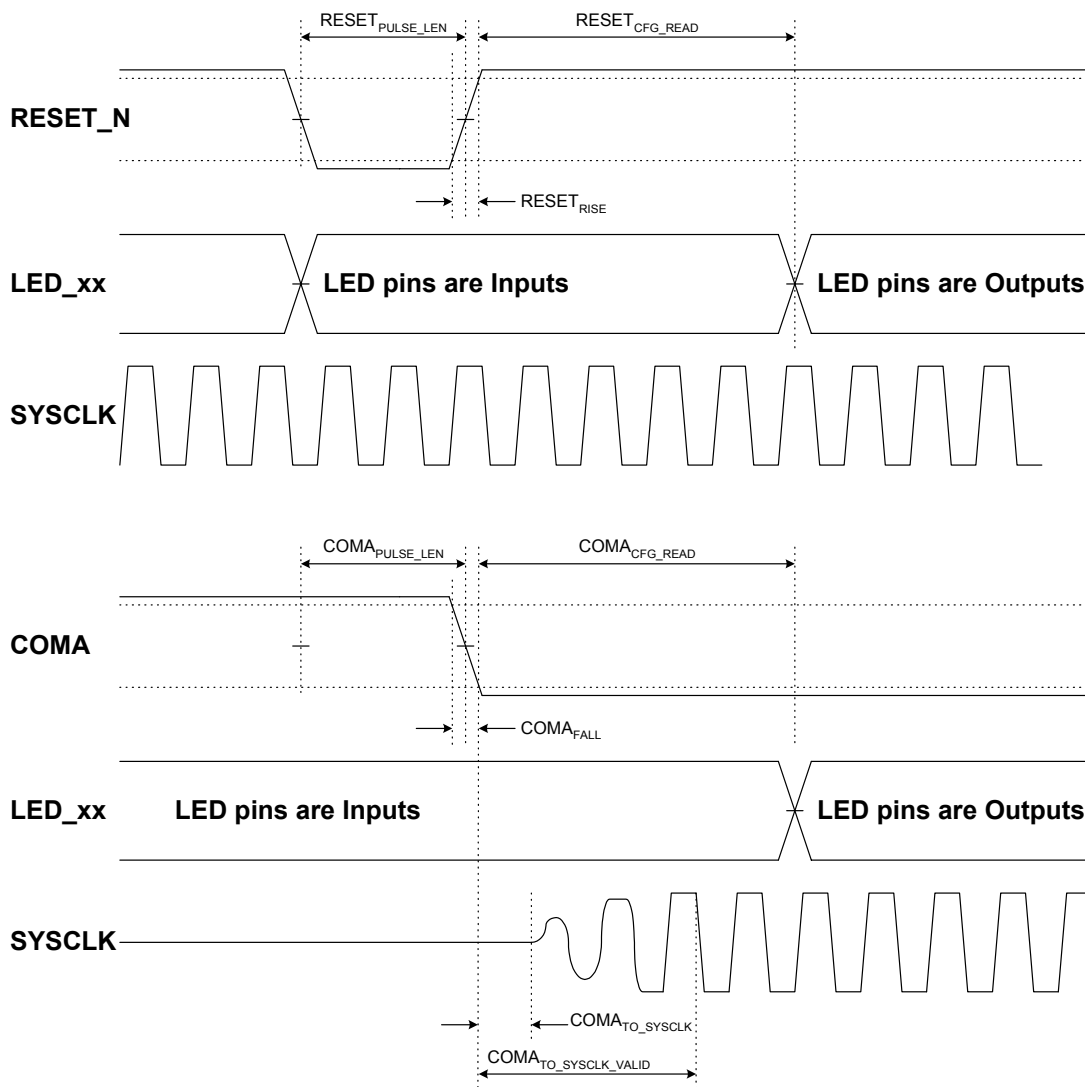 RESET_PULSE_LEN
RESET_CFG_READ
RESET_N
RESET_RISE
LED_xx
LED pins are Inputs
LED pins are Outputs
SYSCLK
COMA_PULSE_LEN
COMA_CFG_READ
COMA
COMA_FALL
LED_xx
LED pins are Inputs
LED pins are Outputs
SYSCLK
COMA_TO_SYSCLK
COMA_TO_SYSCLK_VALID